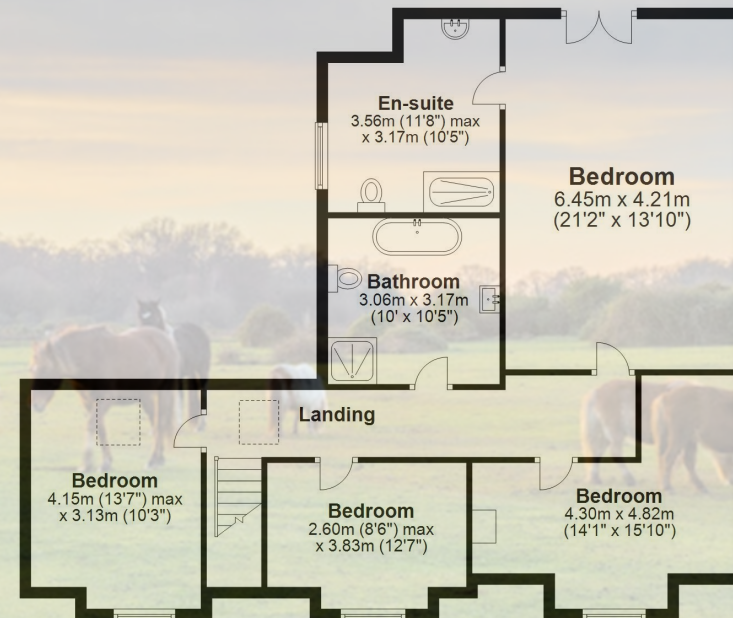 En-suite
3.56m (11'8") max
x 3.17m (10'5")
Bedroom
6.45m x 4.21m
(21'2" x 13'10")
Bathroom
3.06m x 3.17m
(10' x 10'5")
Landing
Bedroom
4.15m (13'7") max
x 3.13m (10'3")
Bedroom
2.60m (8'6") max
x 3.83m (12'7")
Bedroom
4.30m x 4.82m
(14'1" x 15'10")